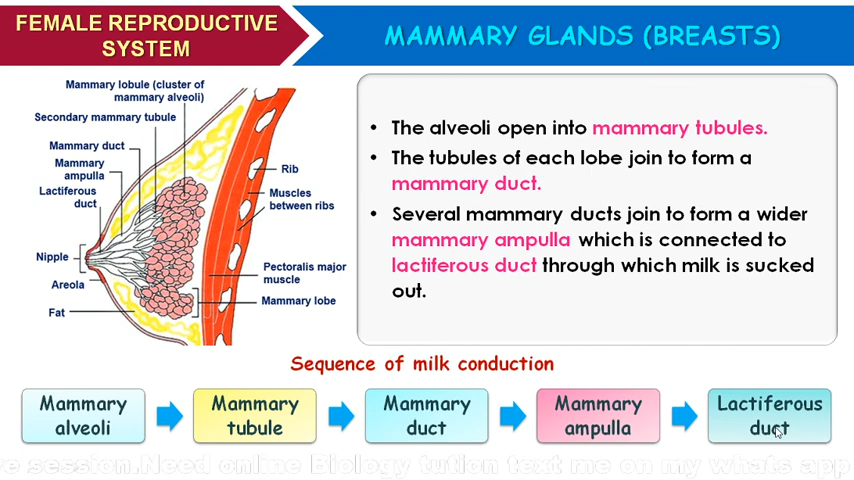 FEMALE REPRODUCTIVE
SYSTEM
MAMMARY GLANDS (BREASTS)
Mammary lobule (cluster of
mammary alveoli)
Secondary mammary tubule
Mammary duct
Mammary
ampulla
Lactiferous
duct
Nipple
Areola
Fat
Rib
Muscles
between ribs
Pectoralis major
muscle
Mammary lobe
• The alveoli open into mammary tubules.
• The tubules of each lobe join to form a
mammary duct.
• Several mammary ducts join to form a wider
mammary ampulla which is connected to
lactiferous duct through which milk is sucked
out.
Sequence of milk conduction
Mammary
alveoli
Mammary
tubule
Mammary
duct
Mammary
ampulla
Lactiferous
duct
session.Need online Biology tution text me on my whats app